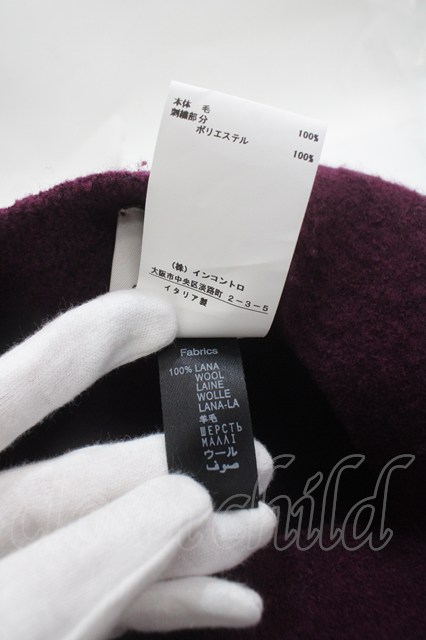 本体 毛
100%
刺繍部分
ポリエステル
100%
(株) インコントロ
大阪市中央区淡路町 2-3-5
イタリア製
Fabrics
100% LANA
WOOL
LAINE
WOLLE
LANA-LA
羊毛
ШЕРСТЬ
ΜΑΛΛΙ
ウール
صوف
child